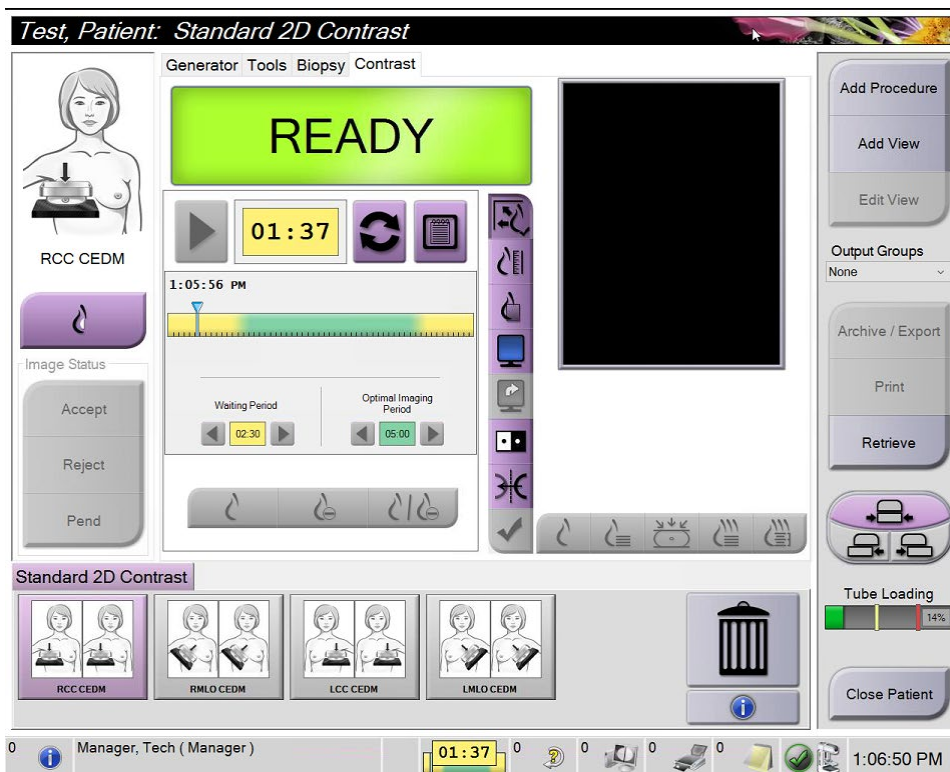 Test, Patient: Standard 2D Contrast
Generator Tools Biopsy Contrast
READY
RCC CEDM
01:37
1:05:56 PM
Waiting Period
Optimal Imaging
Period
02:30
05:00
Image Status
Accept
Reject
Pend
Add Procedure
Add View
Edit View
Output Groups
None
Archive / Export
Print
Retrieve
Tube Loading
14%
Close Patient
Standard 2D Contrast
RCC CEDM
RMLO CEDM
LCC CEDM
LMLO CEDM
0
Manager, Tech ( Manager )
01:37
0
0
0
0
1:06:50 PM